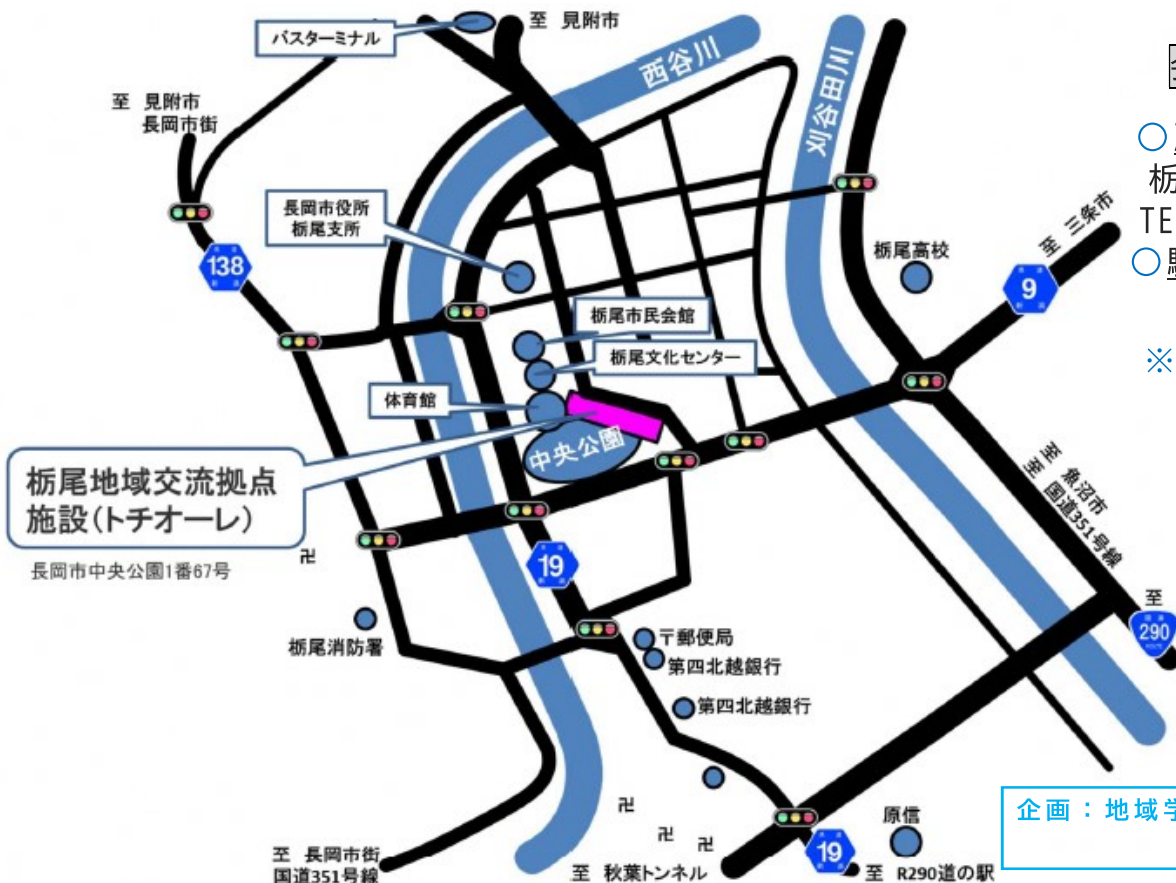 バスターミナル
至 見附市
西谷川
刈谷田川
至 見附市
長岡市街
栃
TE
※
長岡市役所
栃尾支所
138
栃尾高校
至 三条市
9
栃尾市民会館
栃尾文化センター
体育館
中央公園
栃尾地域交流拠点
施設(トチオーレ)
長岡市中央公園1番67号
卍
19
至 魚沼市
至 国道351号線
至
290
栃尾消防署
〒郵便局
第四北越銀行
第四北越銀行
卍
卍
卍
企画：地域学
原信
19
至 長岡市街
国道351号線
至 秋葉トンネル
至 R290道の駅